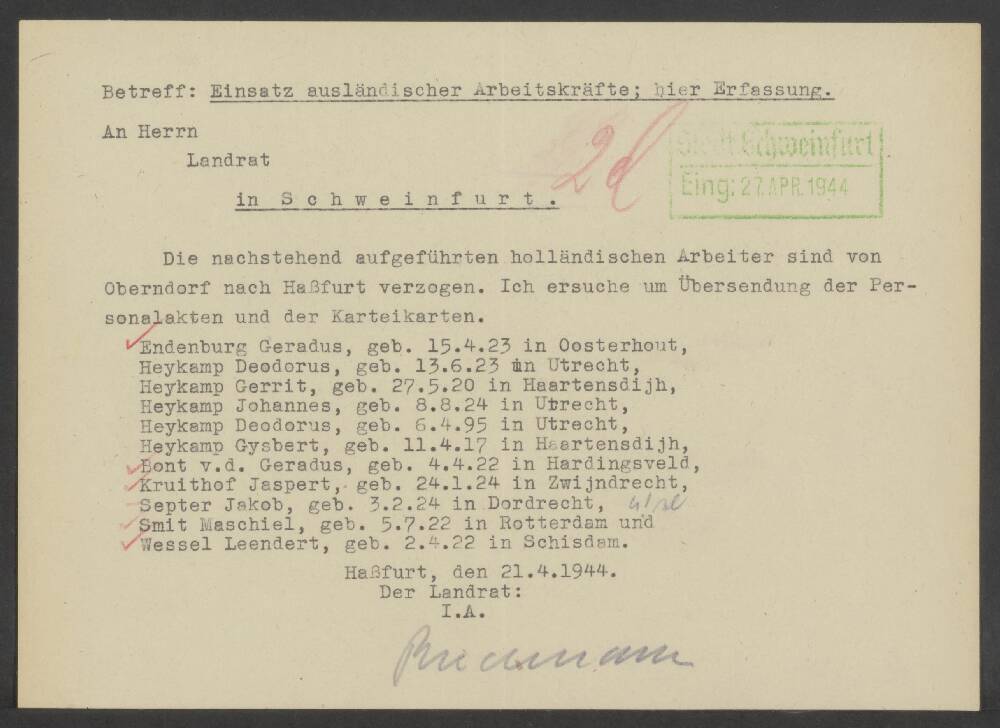 Betreff: Einsatz ausländischer Arbeitskräfte; hier Erfassung.
An Herrn
Landrat
in Schweinfurt.
2d
Stadt Schweinfurt
Eing: 27. APR. 1944
Die nachstehend aufgeführten holländischen Arbeiter sind von
Oberndorf nach Haßfurt verzogen. Ich ersuche um Übersendung der Per-
sonalakten und der Karteikarten.
Endenburg Geradus, geb. 15.4.23 in Oosterhout,
Heykamp Deodorus, geb. 13.6.23 in Utrecht,
Heykamp Gerrit, geb. 27.5.20 in Haartensdijh,
Heykamp Johannes, geb. 8.8.24 in Utrecht,
Heykamp Deodorus, geb. 6.4.95 in Utrecht,
Heykamp Gysbert, geb. 11.4.17 in Haartensdijh,
Bont v.d. Geradus, geb. 4.4.22 in Hardingsveld,
Kruithof Jaspert, geb. 24.1.24 in Zwijndrecht,
Septer Jakob, geb. 3.2.24 in Dordrecht,
Smit Maschiel, geb. 5.7.22 in Rotterdam und
Wessel Leendert, geb. 2.4.22 in Schisdam.
Haßfurt, den 21.4.1944.
Der Landrat:
I.A.